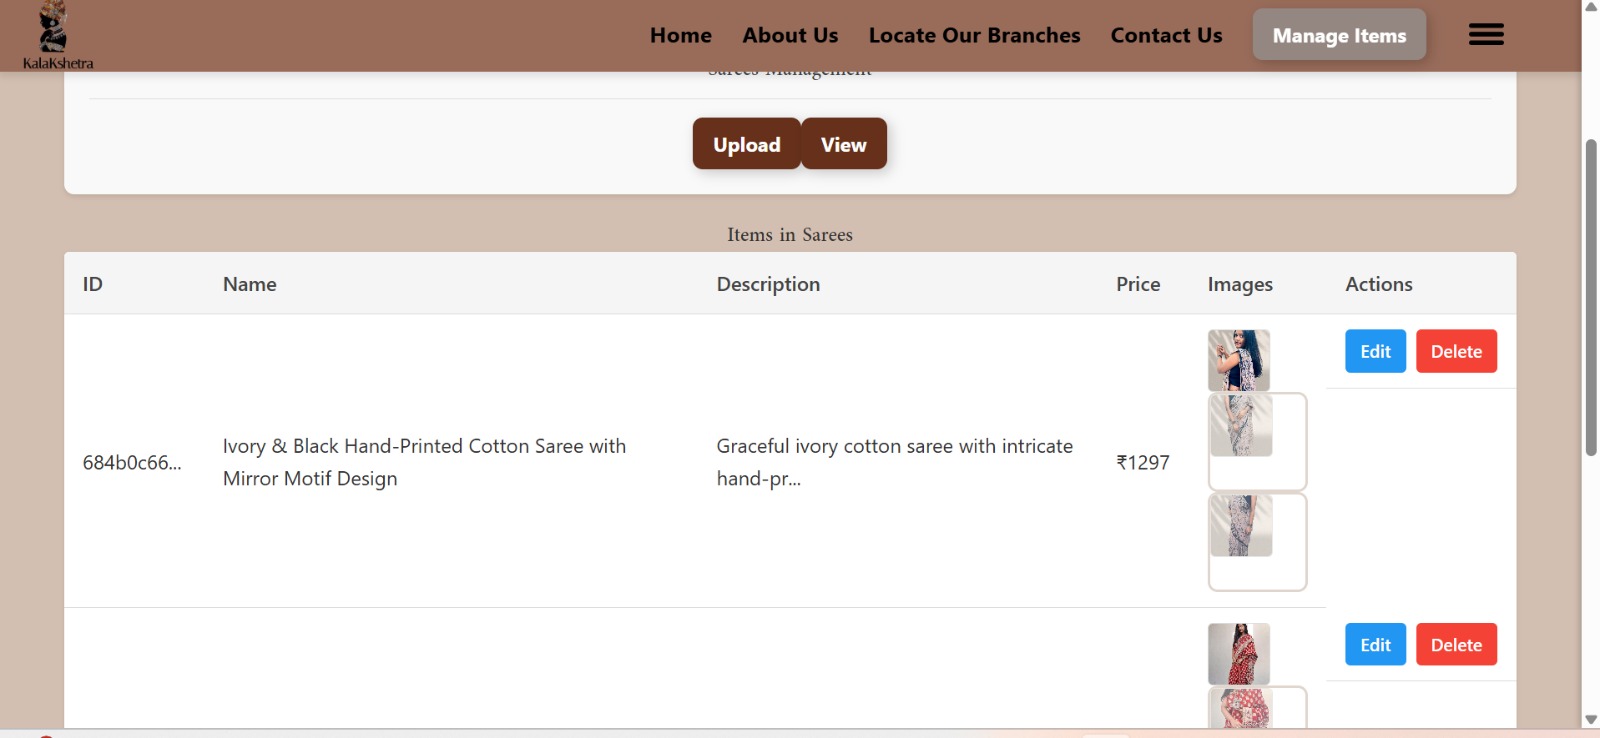 KalaKshetra
Home About Us Locate Our Branches Contact Us Manage Items
Sarees Management
Upload View
Items in Sarees
ID Name Description Price Images Actions
684b0c66... Ivory & Black Hand-Printed Cotton Saree with
Mirror Motif Design
Graceful ivory cotton saree with intricate
hand-pr...
₹1297
Edit Delete
Edit Delete